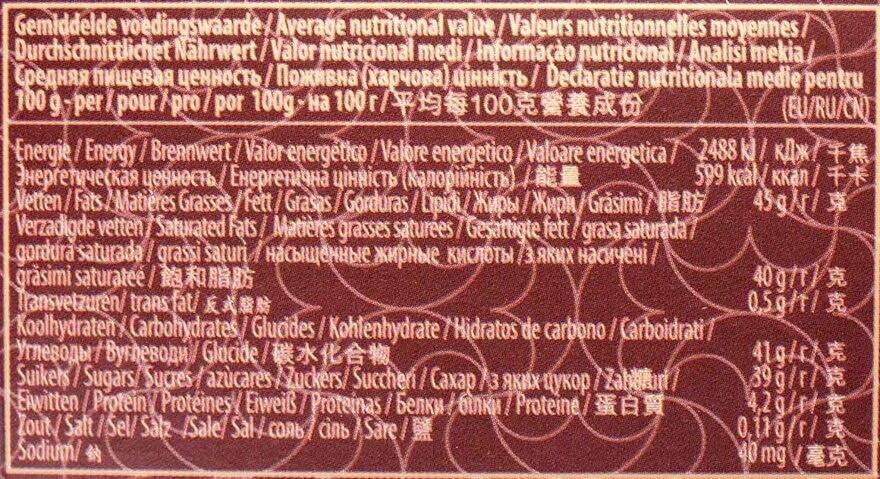 Gemiddelde voedingswaarde / Average nutritional value / Valeurs nutritionnelles moyennes /
Durchschnittlichet Nährwert / Valor nutricional medi / Informação nutricional / Analisi mekia /
Средняя пищевая ценность / Поживна (харчова) цінність / Declaratie nutritionala medie pentru
100 g - per / pour / pro / por 100g - на 100 г / 平均每100克營養成份 (EU/RU/CN)
Energie / Energy / Brennwert / Valor energético / Valore energetico / Valoare energetica / 2488 kJ / кДж / 千焦
Энергетическая ценность / Енергетична цінність (калорійність) / 能量 599 kcal / ккал / 千卡
Vetten / Fats / Matières Grasses / Fett / Grasas / Gorduras / Lipidi / Жиры / Жири / Gräsimi / 脂肪 45 g / г / 克
Verzadigde vetten / Saturated Fats / Matières grasses saturées / Gesättigte fett / grasa saturada /
gordura saturada / grassi saturi / насыщенные жирные кислоты / з яких насичені /
gräsimi saturateé / 飽和脂肪 40 g / г / 克
Transvetzuren / trans fat / 反式脂肪 0.5 g / г / 克
Koolhydraten / Carbohydrates / Glucides / Kohlenhydrate / Hidratos de carbono / Carboidrati /
Углеводы / Вуглеводи / Glucide / 碳水化合物 41 g / г / 克
Suikers / Sugars / Sucres / azùcares / Zuckers / Succheri / Сахар / з яких цукор / 糖 39 g / г / 克
Eiwitten / Protein / Protéines / Eiweiß / Proteinas / Белки / білки / Proteine / 蛋白質 4,2 g / г / 克
Zout / Salt / Sel / Salz / Sale / Sal / соль / сіль / Sare / 鹽 0,11 g / г / 克
Sodium / 鈉 40 mg / 毫克